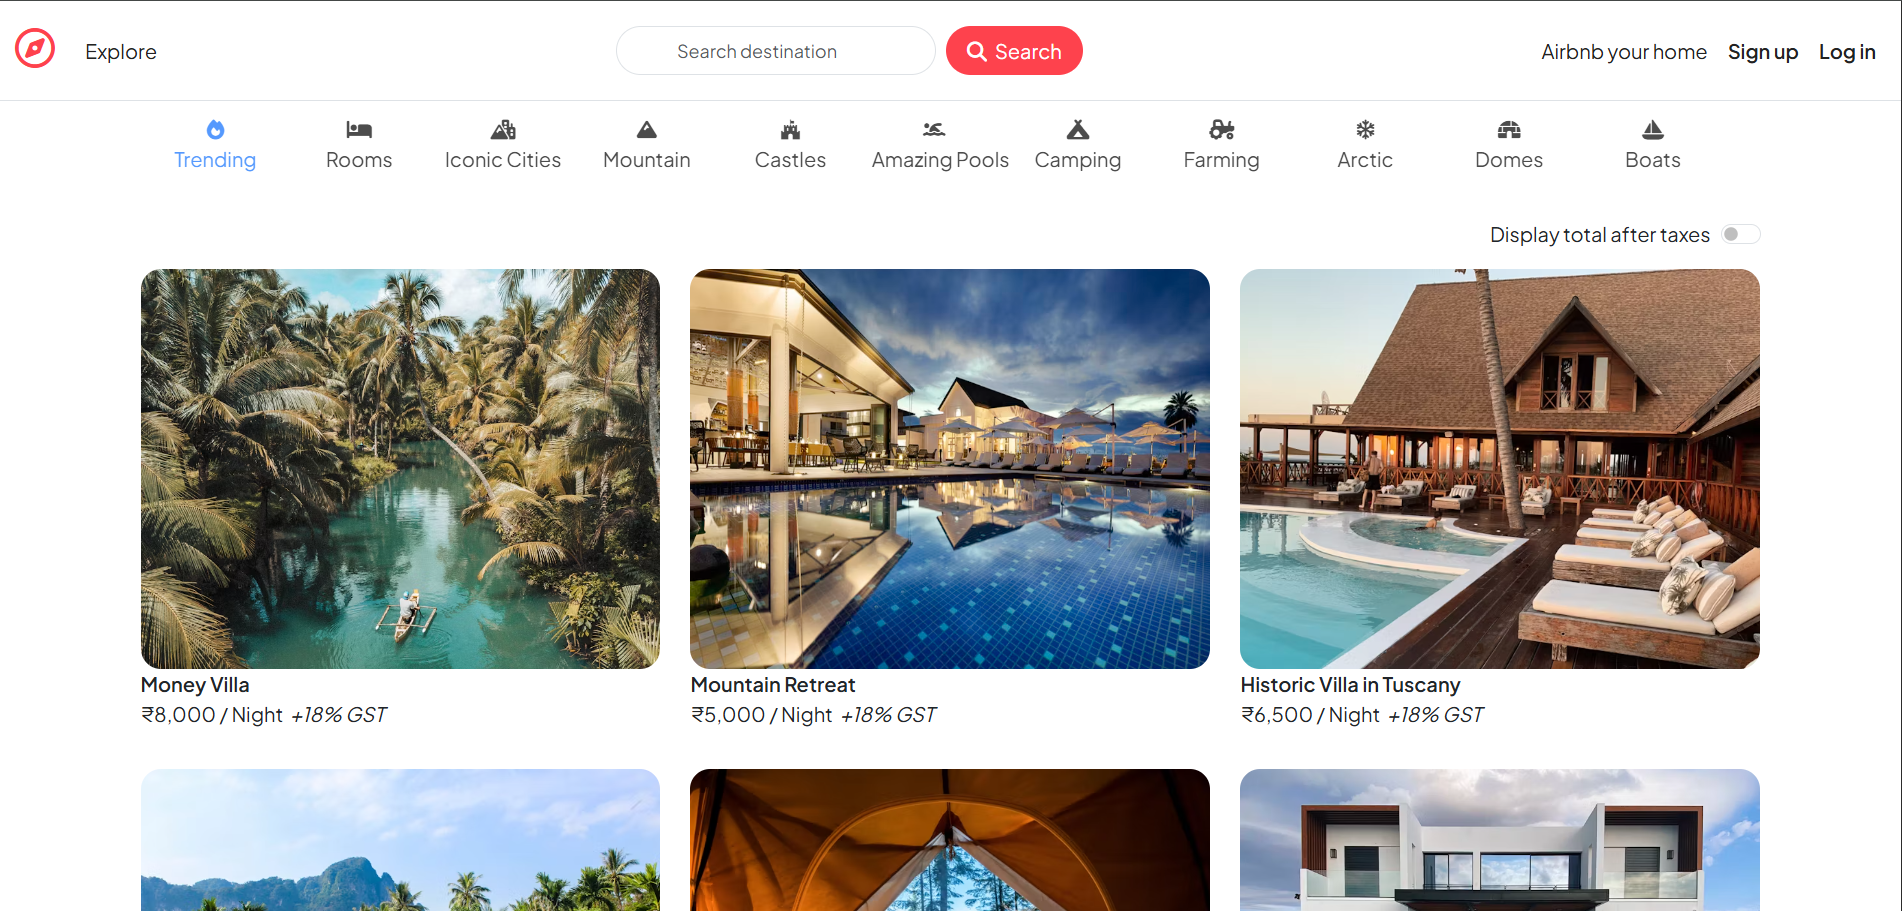 Explore
Search destination
Search
Airbnb your home
Sign up
Log in
Trending
Rooms
Iconic Cities
Mountain
Castles
Amazing Pools
Camping
Farming
Arctic
Domes
Boats
Display total after taxes
Money Villa
₹8,000 / Night +18% GST
Mountain Retreat
₹5,000 / Night +18% GST
Historic Villa in Tuscany
₹6,500 / Night +18% GST